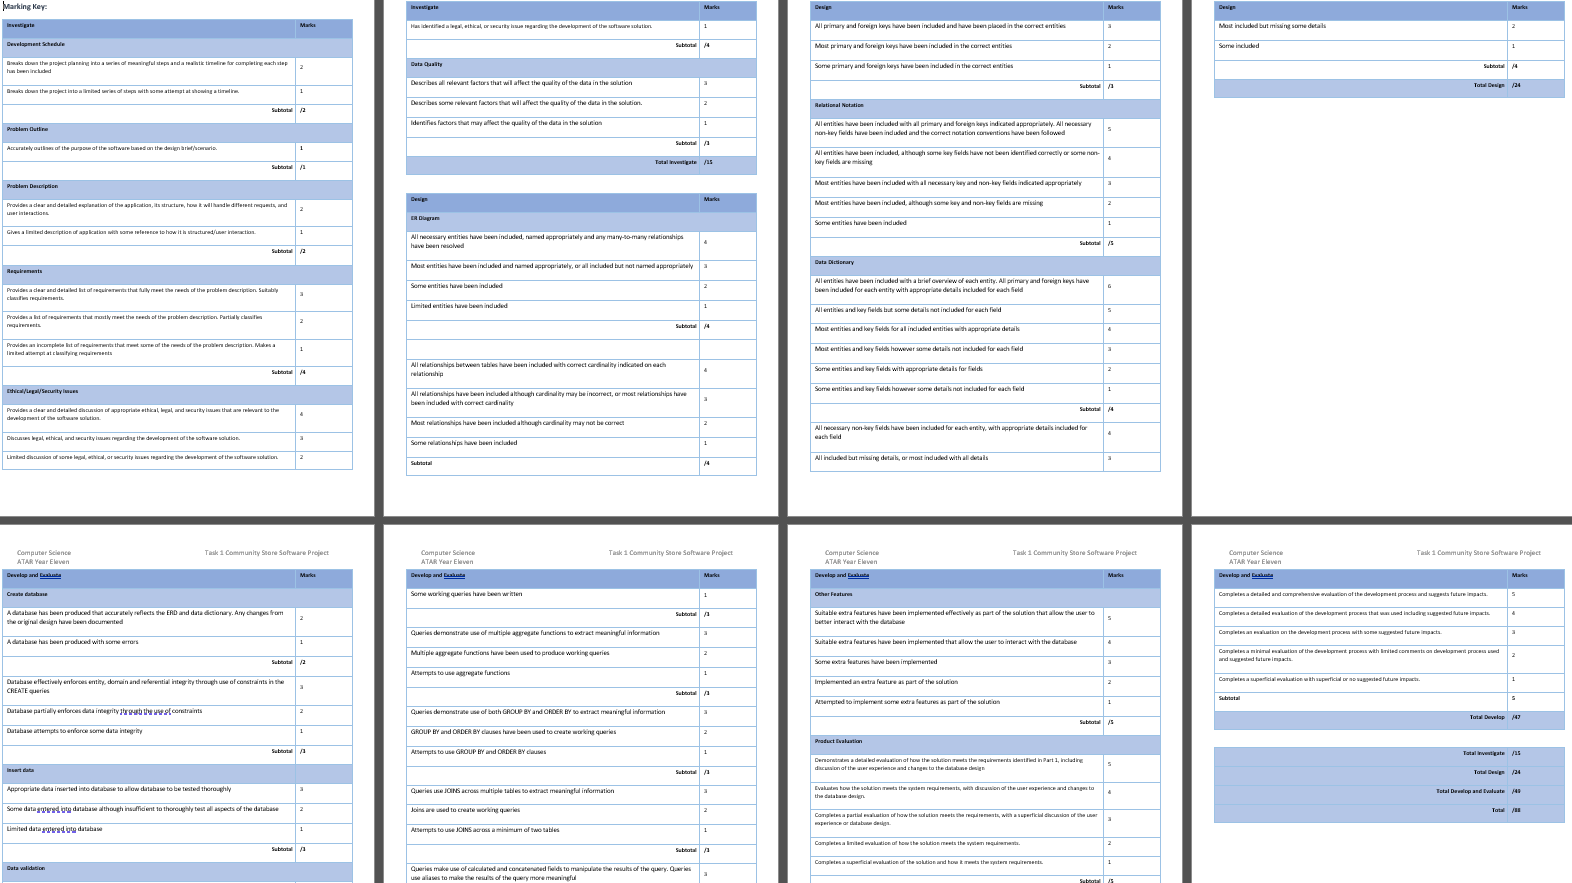 Marking Key:
Investigate Marks
Development Schedule
Breaks down the project planning into a series of meaningful steps and a realistic timeline for completing each step
has been included 2
Breaks down the project into a limited series of steps with some attempt at showing a timeline. 1
Subtotal /2
Problem Outline
Accurately outlines of the purpose of the software based on the design brief/scenario. 1
Subtotal /1
Problem Description
Provides a clear and detailed explanation of the application, its structure, how it will handle different requests, and
user interactions. 2
Gives a limited description of application with some reference to how it is structured/user interaction. 1
Subtotal /2
Requirements
Provides a clear and detailed list of requirements that fully meet the needs of the problem description. Suitably
classifies requirements. 3
Provides a list of requirements that mostly meet the needs of the problem description. Partially classifies
requirements. 2
Provides an incomplete list of requirements that meet some of the needs of the problem description. Makes a
limited attempt at classifying requirements 1
Subtotal /4
Ethical/Legal/Security Issues
Provides a clear and detailed discussion of appropriate ethical, legal, and security issues that are relevant to the
development of the software solution. 4
Discusses legal, ethical, and security issues regarding the development of the software solution. 3
Limited discussion of some legal, ethical, or security issues regarding the development of the software solution. 2
Investigate Marks
Has identified a legal, ethical, or security issue regarding the development of the software solution. 1
Subtotal /4
Data Quality
Describes all relevant factors that will affect the quality of the data in the solution 3
Describes some relevant factors that will affect the quality of the data in the solution. 2
Identifies factors that may affect the quality of the data in the solution 1
Subtotal /3
Total Investigate /15
Design Marks
ER Diagram
All necessary entities have been included, named appropriately and any many-to-many relationships
have been resolved 4
Most entities have been included and named appropriately, or all included but not named appropriately 3
Some entities have been included 2
Limited entities have been included 1
Subtotal /4
All relationships between tables have been included with correct cardinality indicated on each
relationship 4
All relationships have been included although cardinality may be incorrect, or most relationships have
been included with correct cardinality 3
Most relationships have been included although cardinality may not be correct 2
Some relationships have been included 1
Subtotal /4
Design Marks
All primary and foreign keys have been included and have been placed in the correct entities 3
Most primary and foreign keys have been included in the correct entities 2
Some primary and foreign keys have been included in the correct entities 1
Subtotal /3
Relational Notation
All entities have been included with all primary and foreign keys indicated appropriately. All necessary
non-key fields have been included and the correct notation conventions have been followed 5
All entities have been included, although some key fields have not been identified correctly or some non-
key fields are missing 4
Most entities have been included with all necessary key and non-key fields indicated appropriately 3
Most entities have been included, although some key and non-key fields are missing 2
Some entities have been included 1
Subtotal /5
Data Dictionary
All entities have been included with a brief overview of each entity. All primary and foreign keys have
been included for each entity with appropriate details included for each field 6
All entities and key fields but some details not included for each field 5
Most entities and key fields for all included entities with appropriate details 4
Most entities and key fields however some details not included for each field 3
Some entities and key fields with appropriate details for fields 2
Some entities and key fields however some details not included for each field 1
Subtotal /4
All necessary non-key fields have been included for each entity, with appropriate details included for
each field 4
All included but missing details, or most included with all details 3
Design Marks
Most included but missing some details 2
Some included 1
Subtotal /4
Total Design /24
Computer Science Task 1 Community Store Software Project
ATAR Year Eleven
Develop and Evaluate Marks
Create database
A database has been produced that accurately reflects the ERD and data dictionary. Any changes from
the original design have been documented 2
A database has been produced with some errors 1
Subtotal /2
Database effectively enforces entity, domain and referential integrity through use of constraints in the
CREATE queries 3
Database partially enforces data integrity through the use of constraints 2
Database attempts to enforce some data integrity 1
Subtotal /3
Insert data
Appropriate data inserted into database to allow database to be tested thoroughly 3
Some data entered into database although insufficient to thoroughly test all aspects of the database 2
Limited data entered into database 1
Subtotal /3
Data validation
Computer Science Task 1 Community Store Software Project
ATAR Year Eleven
Develop and Evaluate Marks
Some working queries have been written 1
Subtotal /3
Queries demonstrate use of multiple aggregate functions to extract meaningful information 3
Multiple aggregate functions have been used to produce working queries 2
Attempts to use aggregate functions 1
Subtotal /3
Queries demonstrate use of both GROUP BY and ORDER BY to extract meaningful information 3
GROUP BY and ORDER BY clauses have been used to create working queries 2
Attempts to use GROUP BY and ORDER BY clauses 1
Subtotal /3
Queries use JOINS across multiple tables to extract meaningful information 3
Joins are used to create working queries 2
Attempts to use JOINS across a minimum of two tables 1
Subtotal /3
Queries make use of calculated and concatenated fields to manipulate the results of the query. Queries
use aliases to make the results of the query more meaningful 3
Computer Science Task 1 Community Store Software Project
ATAR Year Eleven
Develop and Evaluate Marks
Other Features
Suitable extra features have been implemented effectively as part of the solution that allow the user to
better interact with the database 5
Suitable extra features have been implemented that allow the user to interact with the database 4
Some extra features have been implemented 3
Implemented an extra feature as part of the solution 2
Attempted to implement some extra features as part of the solution 1
Subtotal /5
Product Evaluation
Demonstrates a detailed evaluation of how the solution meets the requirements identified in Part 1, including
discussion of the user experience and changes to the database design 5
Evaluates how the solution meets the system requirements, with discussion of the user experience and changes to
the database design. 4
Completes a partial evaluation of how the solution meets the requirements, with a superficial discussion of the user
experience or database design. 3
Completes a limited evaluation of how the solution meets the system requirements. 2
Completes a superficial evaluation of the solution and how it meets the system requirements. 1
Subtotal /5
Computer Science Task 1 Community Store Software Project
ATAR Year Eleven
Develop and Evaluate Marks
Completes a detailed and comprehensive evaluation of the development process and suggests future impacts. 5
Completes a detailed evaluation of the development process that was used including suggested future impacts. 4
Completes an evaluation on the development process with some suggested future impacts. 3
Completes a minimal evaluation of the development process with limited comments on development process used
and suggested future impacts. 2
Completes a superficial evaluation with superficial or no suggested future impacts. 1
Subtotal 5
Total Develop /47
Total Investigate /15
Total Design /24
Total Develop and Evaluate /49
Total /88